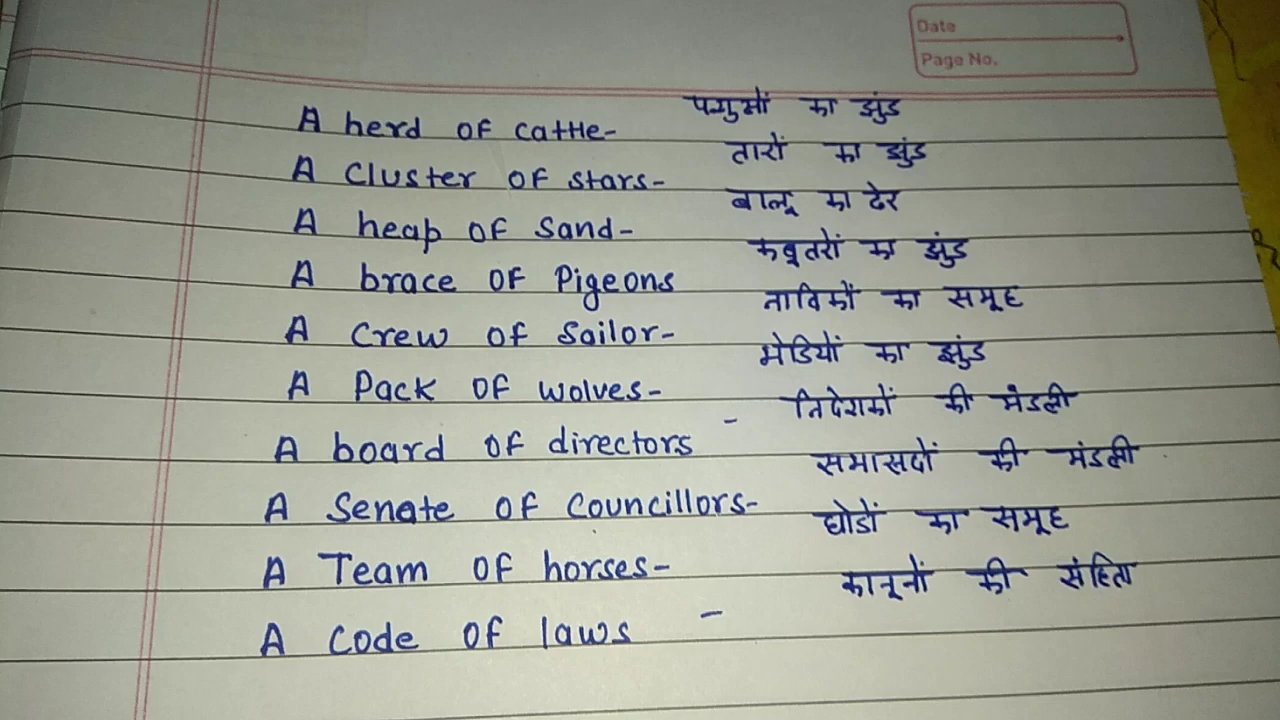 Date
Page No.
A herd of cattle- पशुओं का झुंड
A Cluster of stars- तारों का झुंड
A heap of Sand- बालू का ढेर
A brace of Pigeons कबूतरों का झुंड
A Crew of Sailor- नाविकों का समूह
A Pack of wolves- भेडियों का झुंड
A board of directors - निदेशकों की मंडली
A Senate of Councillors- सभासदों की मंडली
A Team of horses- घोडों का समूह
A Code of laws - कानूनों की संहिता